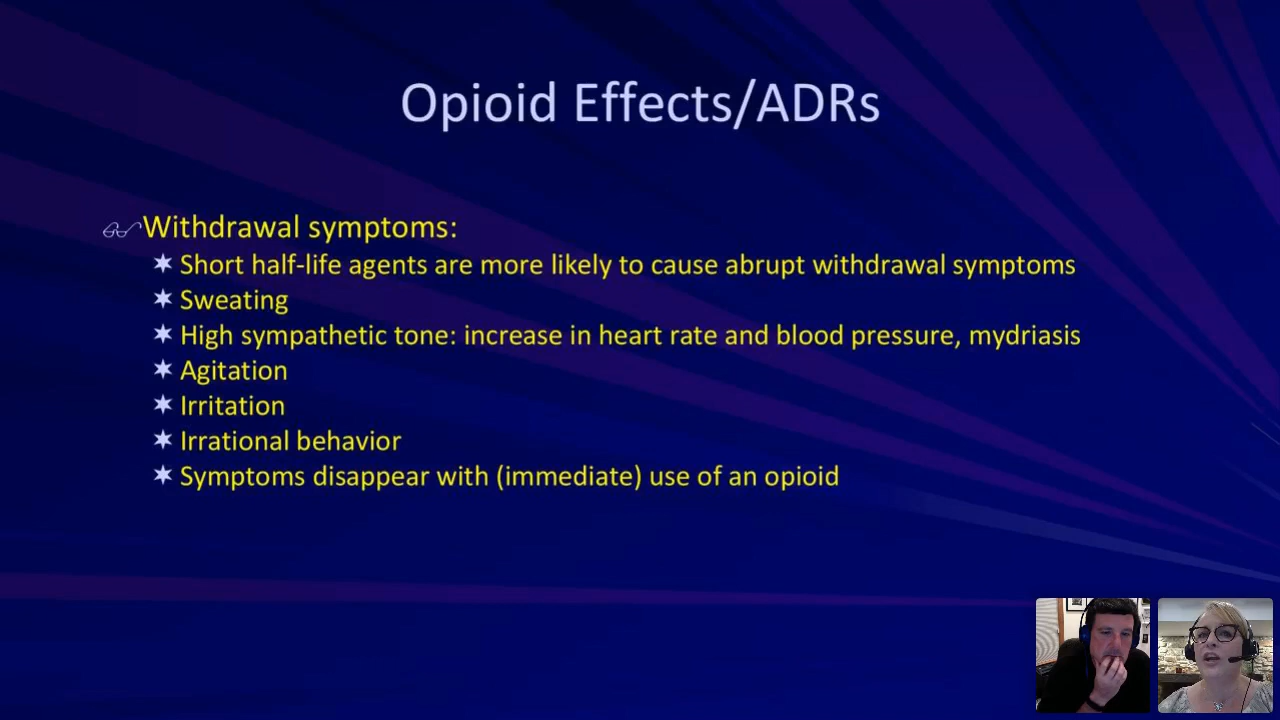 Opioid Effects/ADRs
Withdrawal symptoms:
Short half-life agents are more likely to cause abrupt withdrawal symptoms
Sweating
High sympathetic tone: increase in heart rate and blood pressure, mydriasis
Agitation
Irritation
Irrational behavior
Symptoms disappear with (immediate) use of an opioid